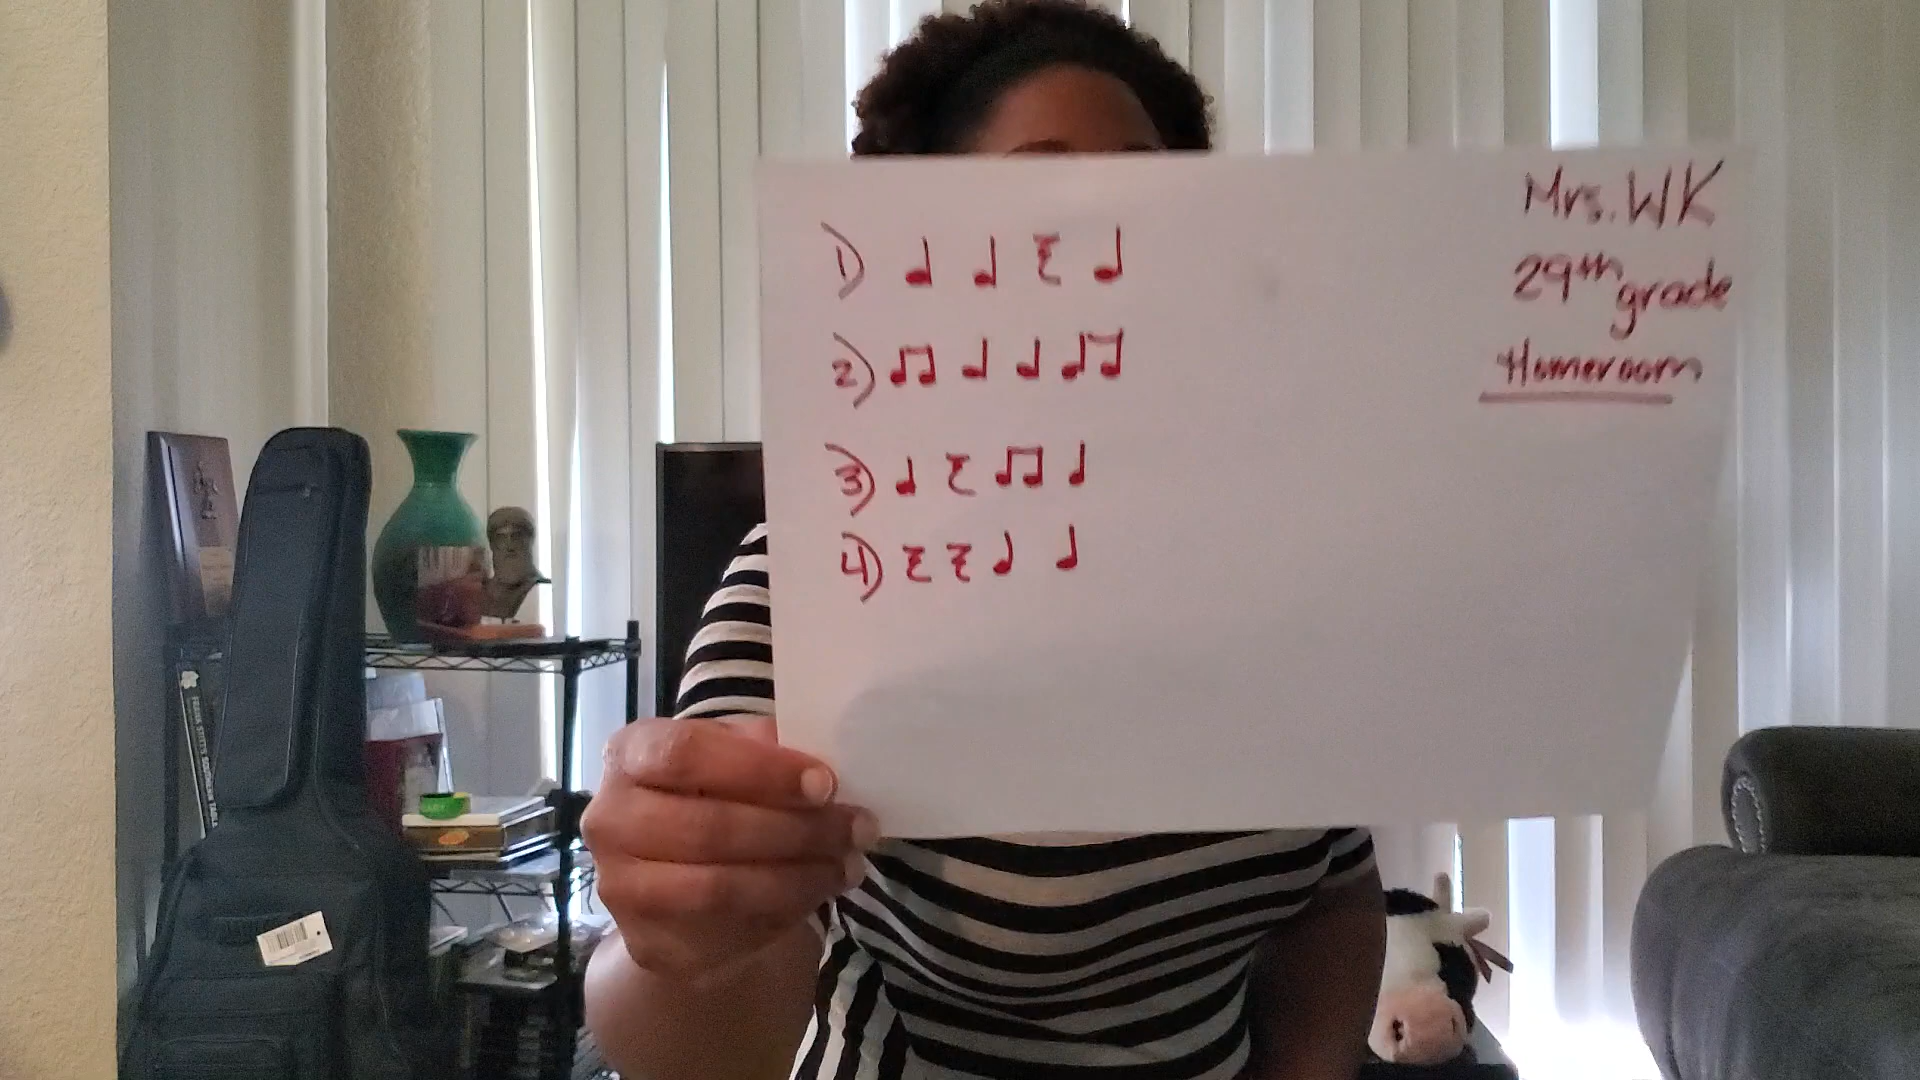 Mrs. WK
29th grade
Homeroom
1) ♩ ♩ 𝄽 ♩
2) ♫ ♩ ♩ ♫
3) ♩ 𝄽 ♫ ♩
4) 𝄽 𝄽 ♩ ♩